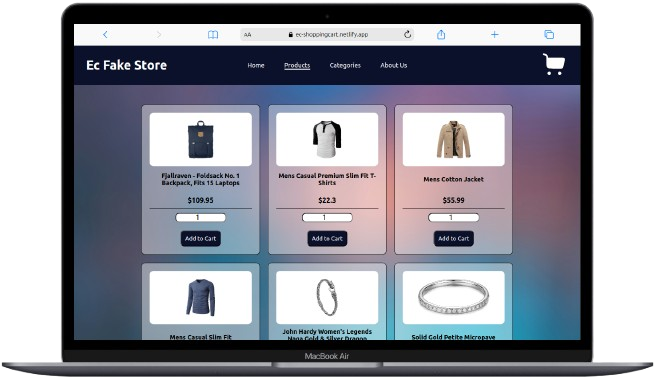 AA
ec-shoppingcart.netlify.app
Ec Fake Store
Home
Products
Categories
About Us
Fjallraven - Foldsack No. 1
Backpack, Fits 15 Laptops
$109.95
1
Add to Cart
Mens Casual Premium Slim Fit T-
Shirts
$22.3
1
Add to Cart
Mens Cotton Jacket
$55.99
1
Add to Cart
Mens Casual Slim Fit
John Hardy Women's Legends
Naga Gold & Silver Dragon
Solid Gold Petite Micropave
MacBook Air